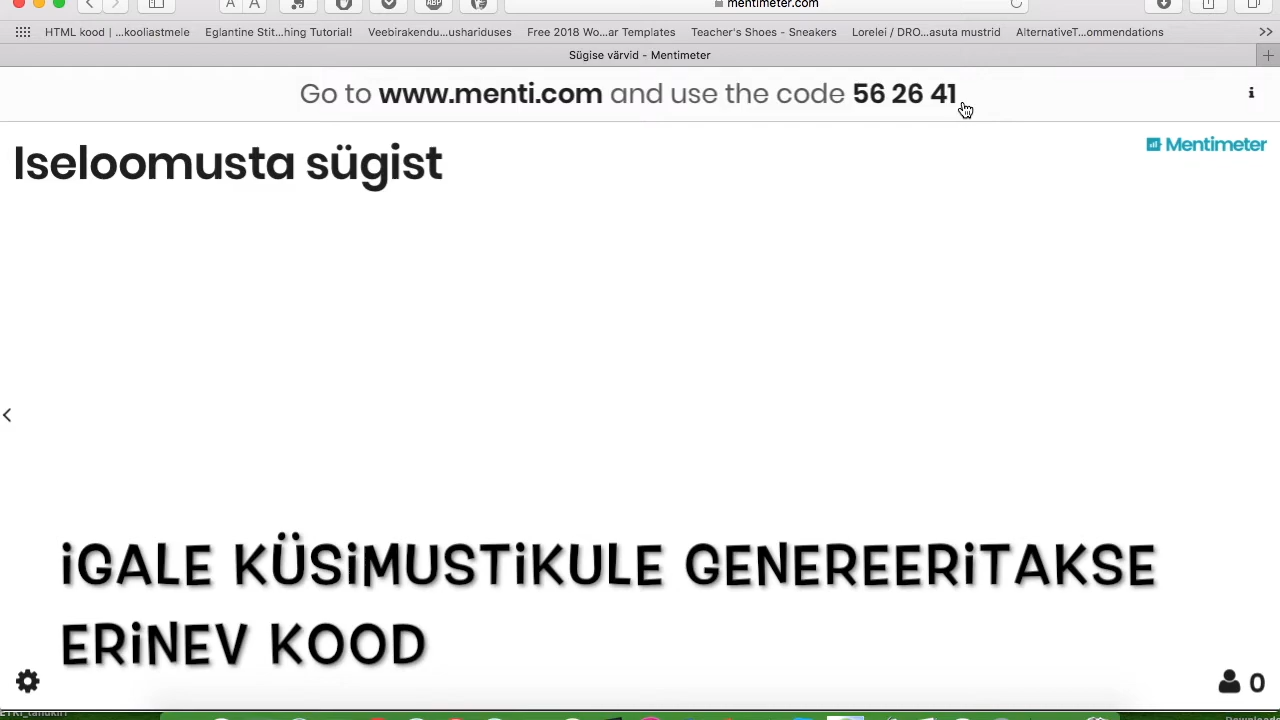 mentimeter.com
HTML kood | ...kooliastmele Eglantine Stit...hing Tutorial! Veebirakendu...ushariduses Free 2018 Wo...ar Templates Teacher's Shoes - Sneakers Lorelei / DRO...asuta mustrid AlternativeT...ommendations
Sügise värvid - Mentimeter
Go to www.menti.com and use the code 56 26 41
Mentimeter
Iseloomusta sügist
iGALE KÜSiMUSTiKULE GENEREERiTAKSE
ERiNEV KOOD
0